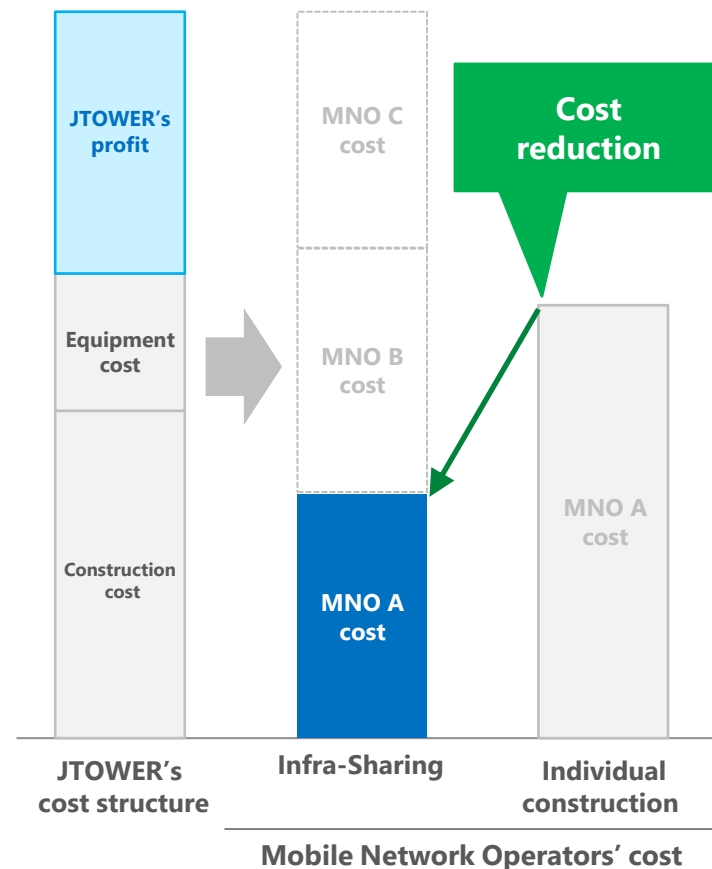 JTOWER’s
profit
Equipment
cost
Construction
cost
MNO C
cost
MNO B
cost
MNO A
cost
Cost
reduction
MNO A
cost
JTOWER’s
cost structure
Infra-Sharing
Individual
construction
Mobile Network Operators’ cost